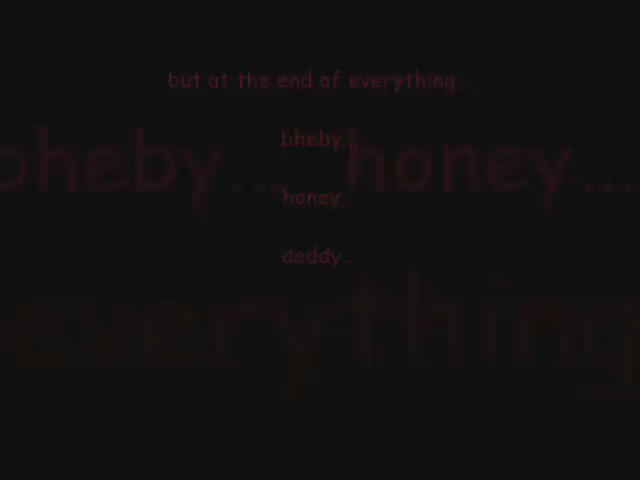 but at the end of everything..
bheby...
bheby... honey...
honey..
daddy...
everything